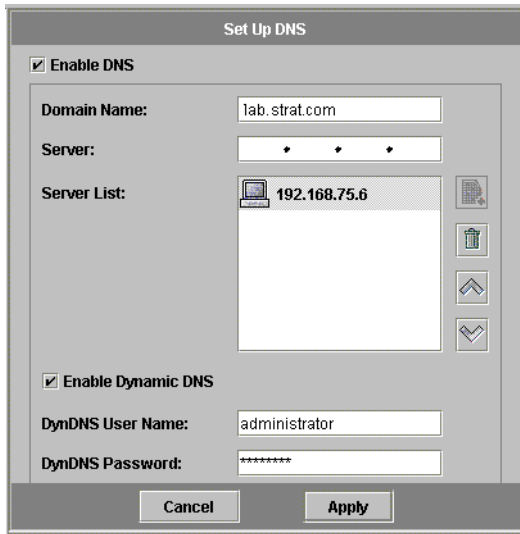 Set Up DNS
Enable DNS
Domain Name: lab.strat.com
Server: . . .
Server List: 192.168.75.6
Enable Dynamic DNS
DynDNS User Name: administrator
DynDNS Password: ********
Cancel Apply